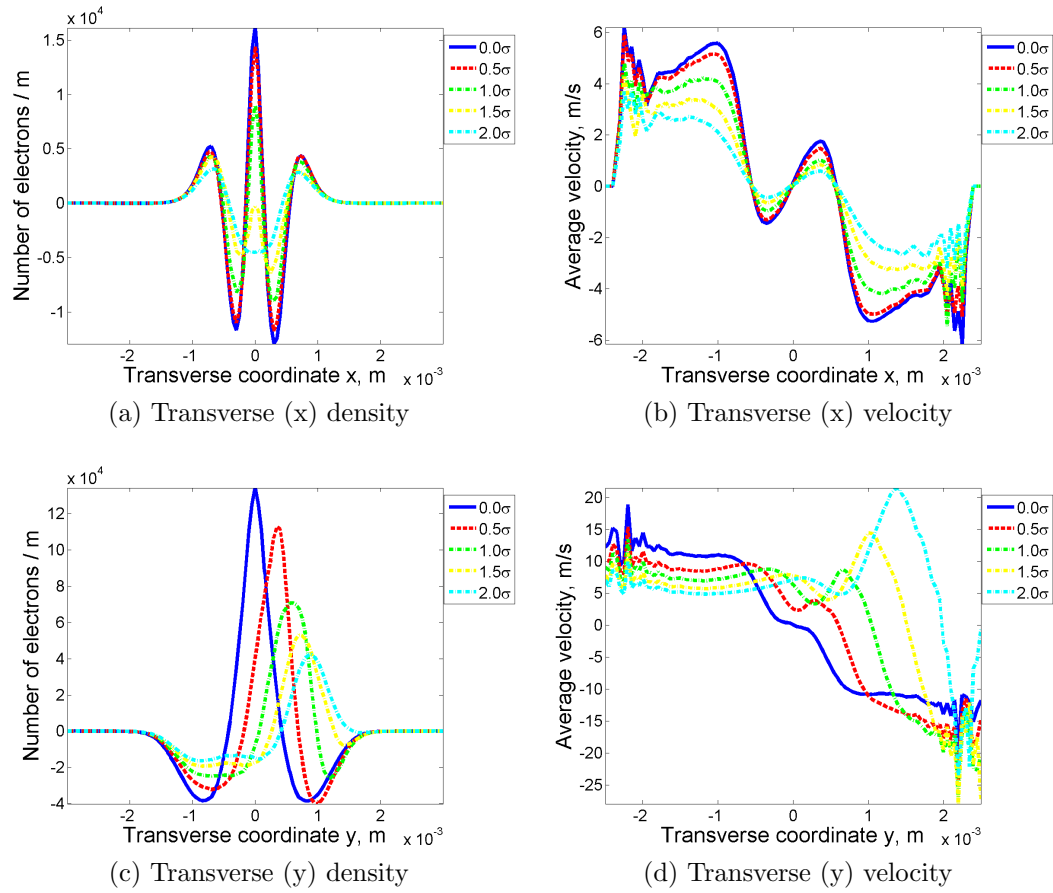 x 10⁴
1.5
1
0.5
0
-0.5
-1
-2 -1 0 1 2
Number of electrons / m
Transverse coordinate x, m x 10⁻³
0.0σ
0.5σ
1.0σ
1.5σ
2.0σ
(a) Transverse (x) density
6
4
2
0
-2
-4
-6
-2 -1 0 1 2
Average velocity, m/s
Transverse coordinate x, m x 10⁻³
0.0σ
0.5σ
1.0σ
1.5σ
2.0σ
(b) Transverse (x) velocity
x 10⁴
12
10
8
6
4
2
0
-2
-4
-2 -1 0 1 2
Number of electrons / m
Transverse coordinate y, m x 10⁻³
0.0σ
0.5σ
1.0σ
1.5σ
2.0σ
(c) Transverse (y) density
20
15
10
5
0
-5
-10
-15
-20
-25
-2 -1 0 1 2
Average velocity, m/s
Transverse coordinate y, m x 10⁻³
0.0σ
0.5σ
1.0σ
1.5σ
2.0σ
(d) Transverse (y) velocity